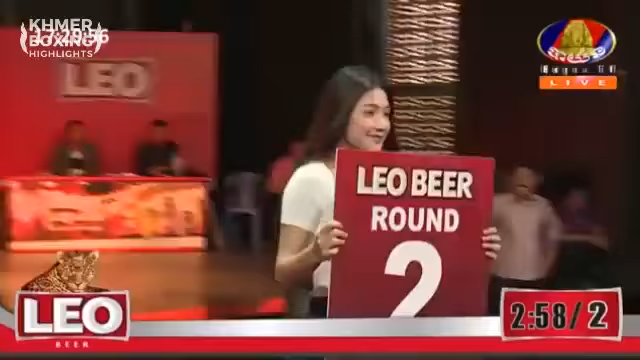 KHMER
BOXING
HIGHLIGHTS
LEO
LIVE
LEO BEER
ROUND
2
LEO
BEER
2:58/ 2